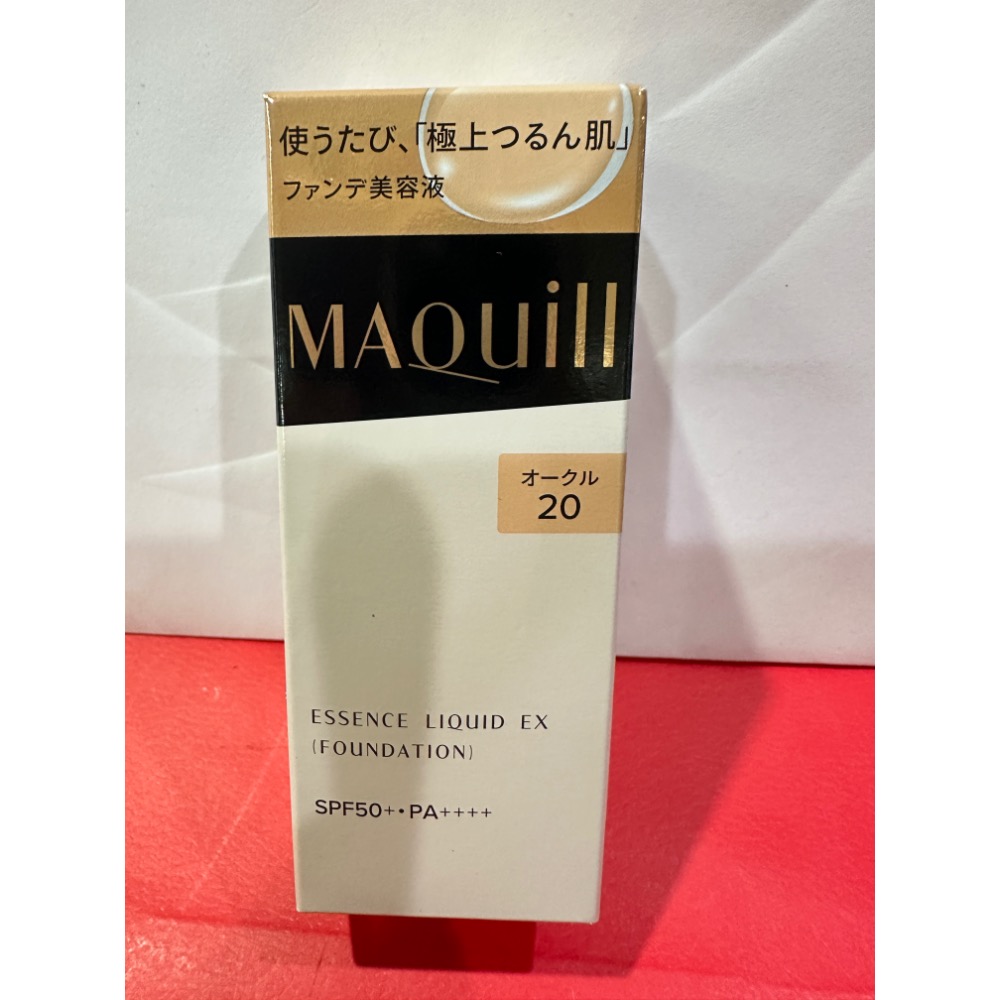 使うたび、「極上つるん肌」
ファンデ美容液
MAQuill
オークル
20
ESSENCE LIQUID EX
(FOUNDATION)
SPF50+・PA++++